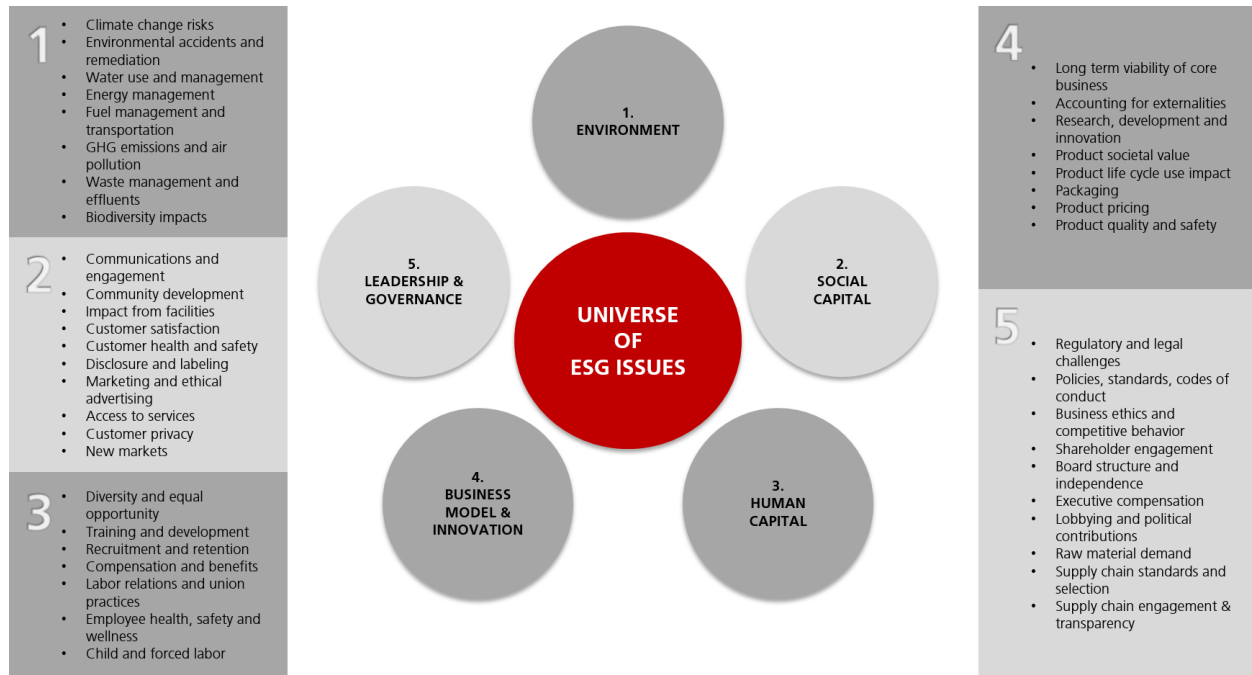 1
• Climate change risks
• Environmental accidents and
remediation
• Water use and management
• Energy management
• Fuel management and
transportation
• GHG emissions and air
pollution
• Waste management and
effluents
• Biodiversity impacts
2
• Communications and
engagement
• Community development
• Impact from facilities
• Customer satisfaction
• Customer health and safety
• Disclosure and labeling
• Marketing and ethical
advertising
• Access to services
• Customer privacy
• New markets
3
• Diversity and equal
opportunity
• Training and development
• Recruitment and retention
• Compensation and benefits
• Labor relations and union
practices
• Employee health, safety and
wellness
• Child and forced labor
1.
ENVIRONMENT
2.
SOCIAL
CAPITAL
3.
HUMAN
CAPITAL
4.
BUSINESS
MODEL &
INNOVATION
5.
LEADERSHIP &
GOVERNANCE
UNIVERSE
OF
ESG ISSUES
4
• Long term viability of core
business
• Accounting for externalities
• Research, development and
innovation
• Product societal value
• Product life cycle use impact
• Packaging
• Product pricing
• Product quality and safety
5
• Regulatory and legal
challenges
• Policies, standards, codes of
conduct
• Business ethics and
competitive behavior
• Shareholder engagement
• Board structure and
independence
• Executive compensation
• Lobbying and political
contributions
• Raw material demand
• Supply chain standards and
selection
• Supply chain engagement &
transparency